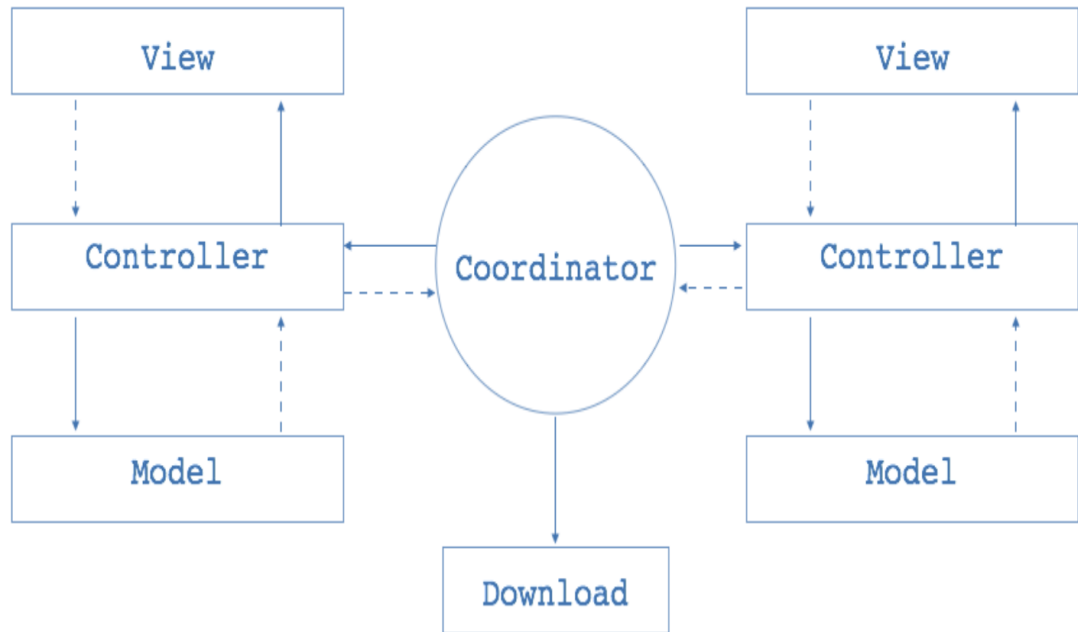 View
View
Controller
Coordinator
Controller
Model
Model
Download